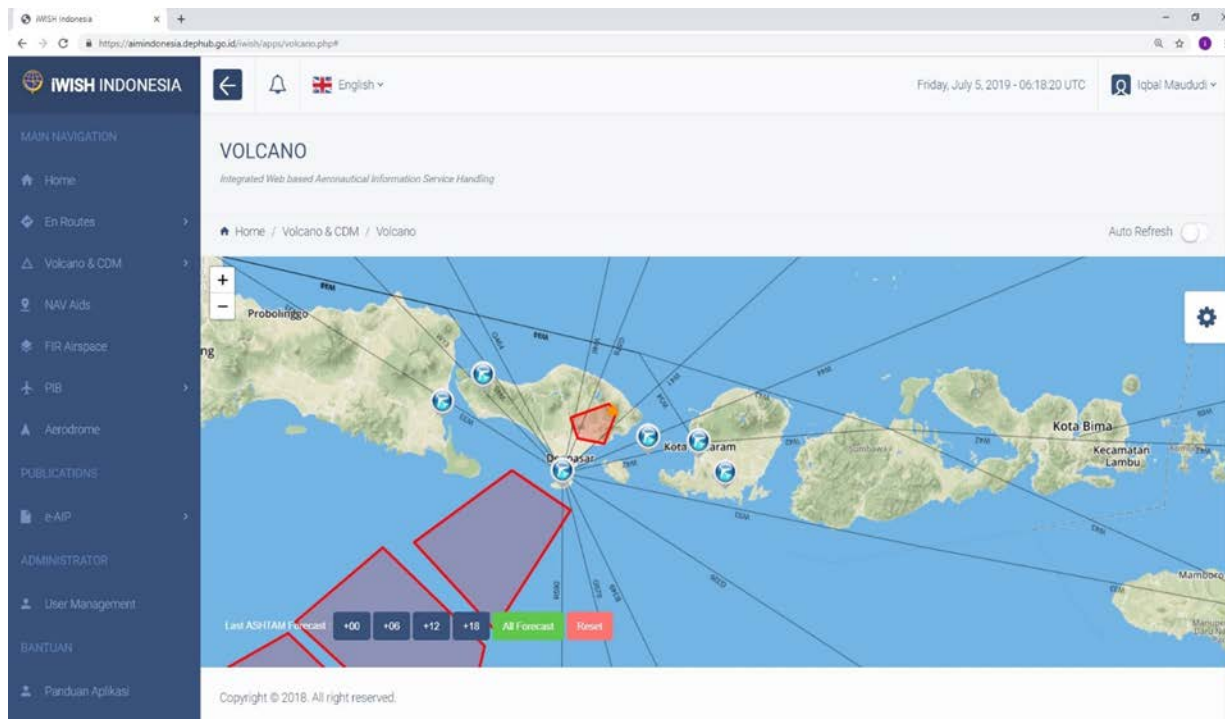 iWISH Indonesia
https://aimindonesia.dephub.go.id/iwish/apps/volcano.php#
iWISH INDONESIA
English
Friday, July 5, 2019 - 06:18:20 UTC
Iqbal Maududi
MAIN NAVIGATION
Home
En Routes
Volcano & CDM
NAV Aids
FIR Airspace
PIB
Aerodrome
PUBLICATIONS
e-AIP
ADMINISTRATOR
User Management
BANTUAN
Panduan Aplikasi
VOLCANO
Integrated Web based Aeronautical Information Service Handling
Home / Volcano & CDM / Volcano
Auto Refresh
+
−
Probolinggo
ng
Kota
aram
Sumbawa
Kota Bima
Kecamatan
Lambu
Mamboro
Last ASHTAM Forecast
+00
+06
+12
+18
All Forecast
Reset
Copyright © 2018. All right reserved.